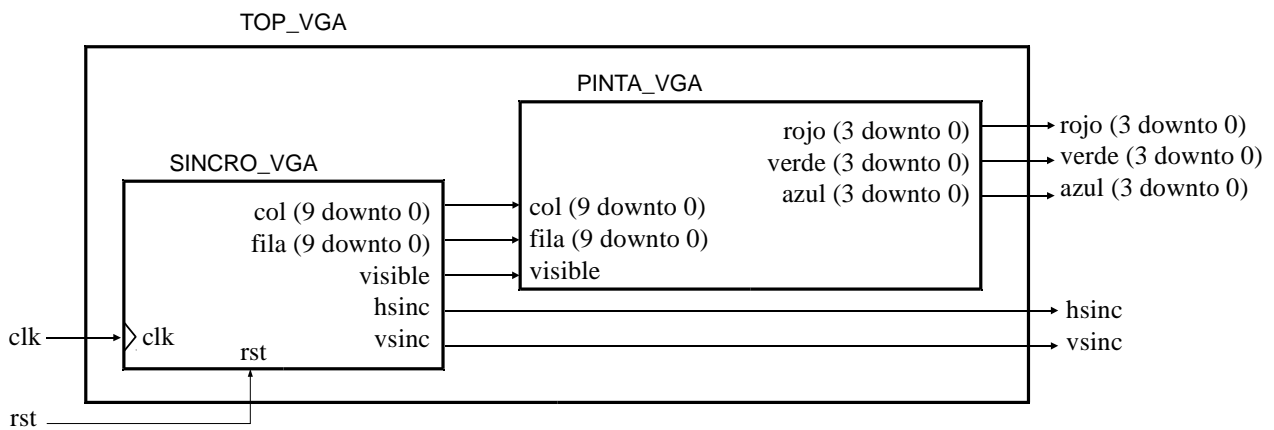 TOP_VGA
PINTA_VGA
rojo (3 downto 0)
verde (3 downto 0)
azul (3 downto 0)
rojo (3 downto 0)
verde (3 downto 0)
azul (3 downto 0)
SINCRO_VGA
col (9 downto 0)
fila (9 downto 0)
visible
hsinc
vsinc
col (9 downto 0)
fila (9 downto 0)
visible
hsinc
vsinc
clk
clk
rst
rst